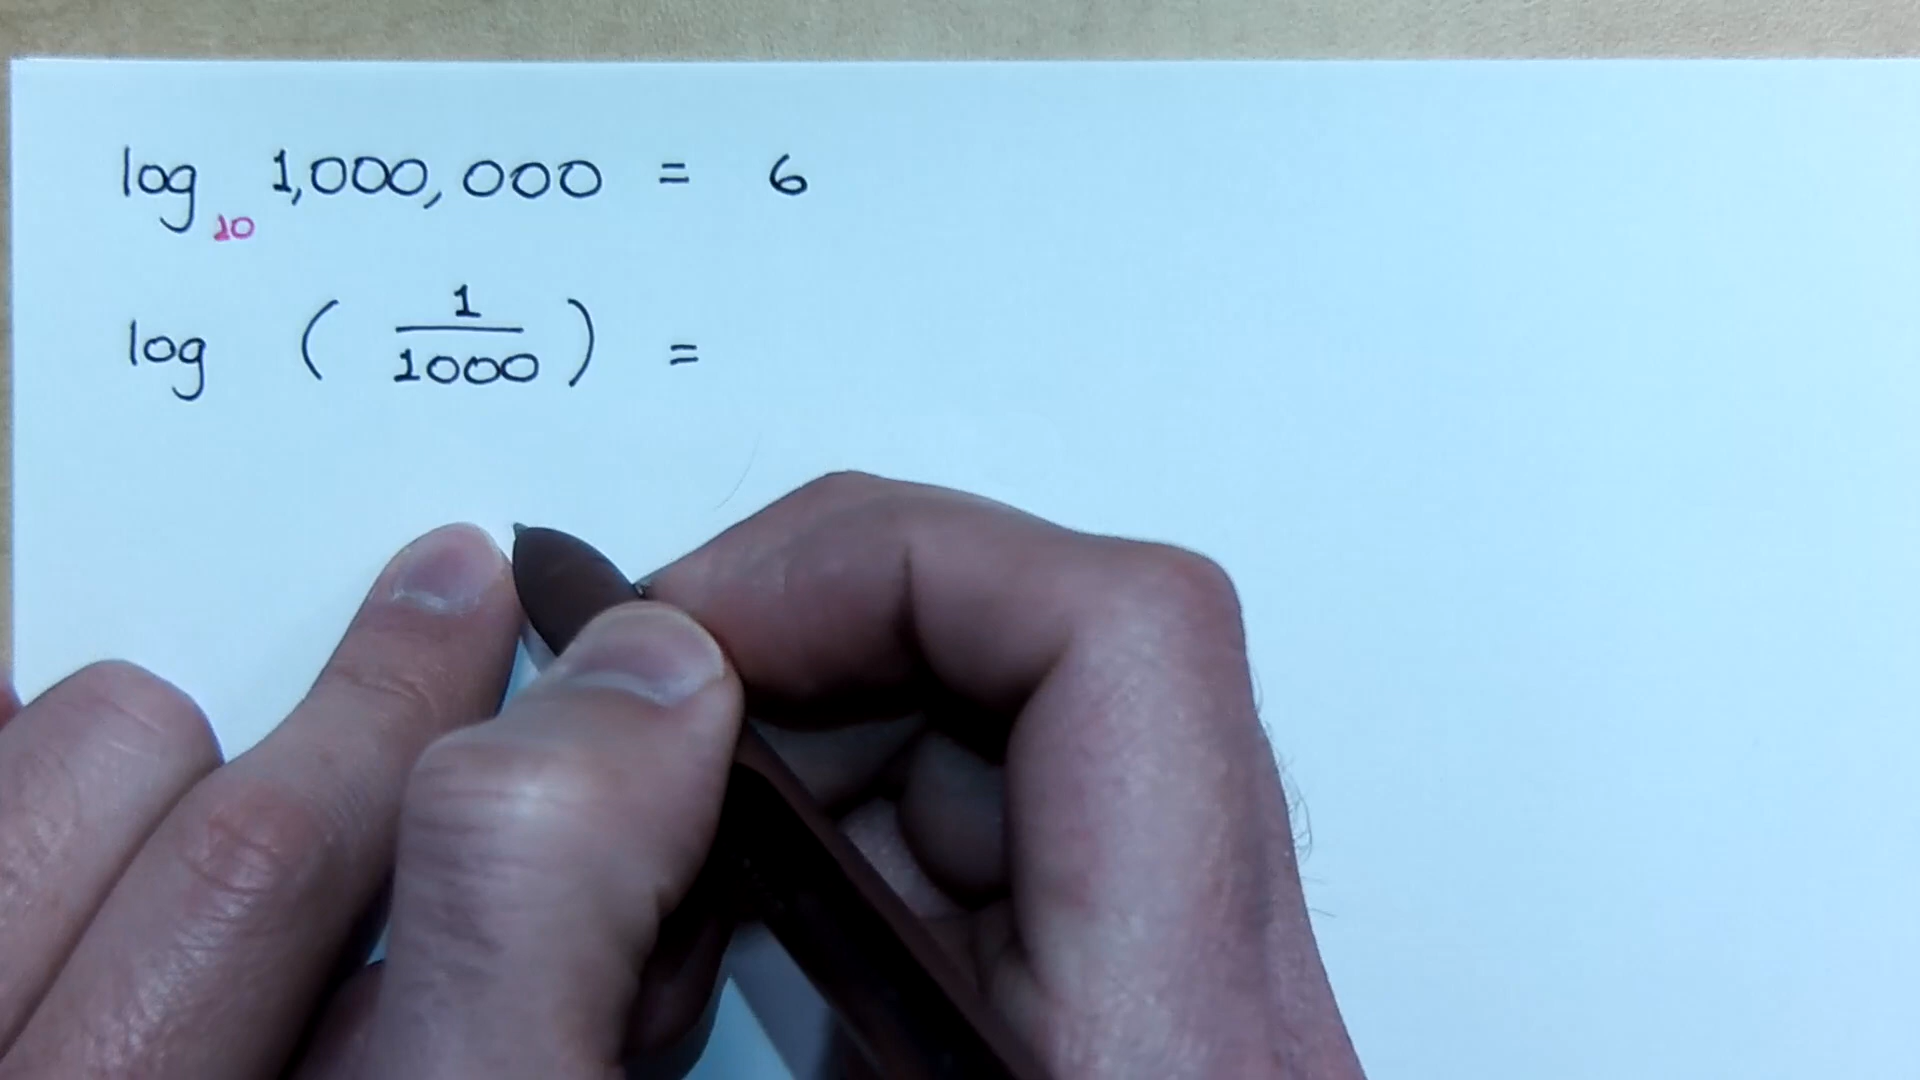 log₁₀ 1,000,000 = 6
log ( 1/1000 ) =